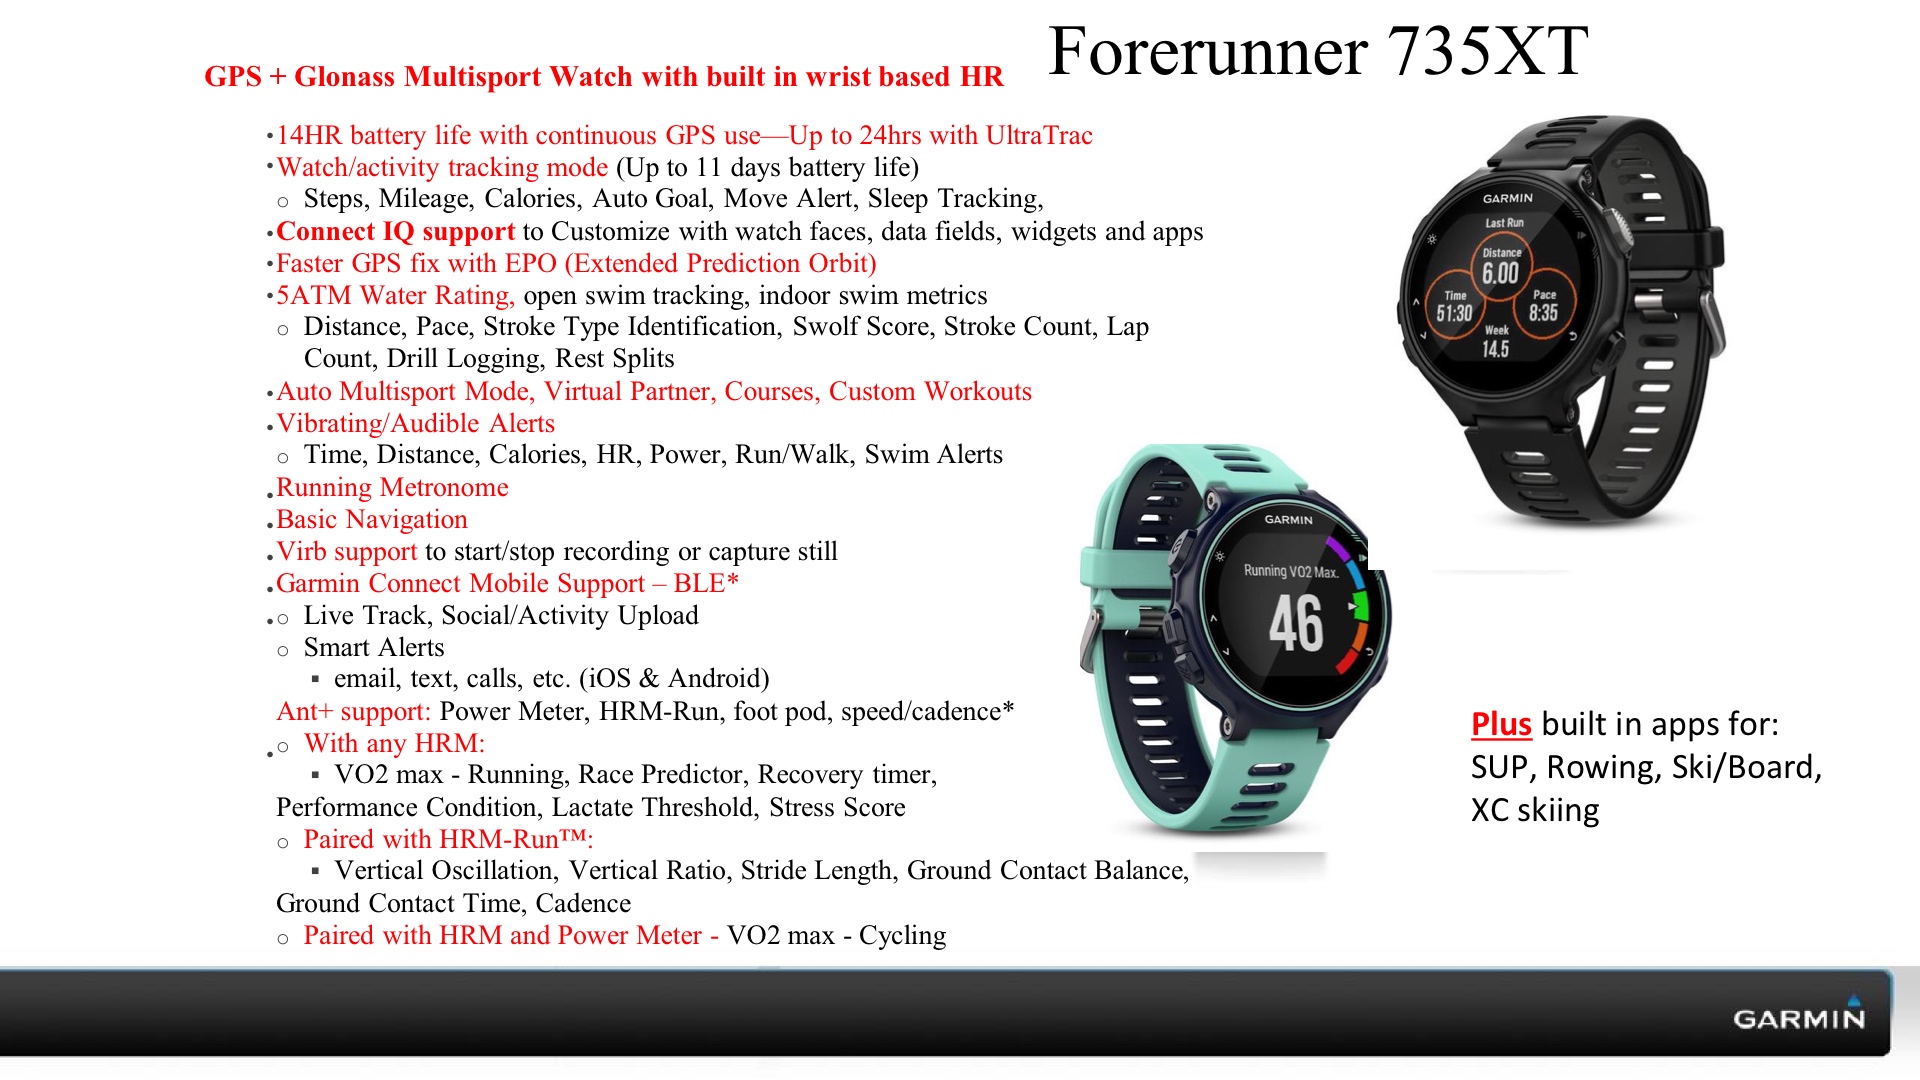 Forerunner 735XT
GPS + Glonass Multisport Watch with built in wrist based HR
•14HR battery life with continuous GPS use—Up to 24hrs with UltraTrac
•Watch/activity tracking mode (Up to 11 days battery life)
o Steps, Mileage, Calories, Auto Goal, Move Alert, Sleep Tracking,
•Connect IQ support to Customize with watch faces, data fields, widgets and apps
•Faster GPS fix with EPO (Extended Prediction Orbit)
•5ATM Water Rating, open swim tracking, indoor swim metrics
o Distance, Pace, Stroke Type Identification, Swolf Score, Stroke Count, Lap
Count, Drill Logging, Rest Splits
•Auto Multisport Mode, Virtual Partner, Courses, Custom Workouts
•Vibrating/Audible Alerts
o Time, Distance, Calories, HR, Power, Run/Walk, Swim Alerts
•Running Metronome
•Basic Navigation
•Virb support to start/stop recording or capture still
•Garmin Connect Mobile Support – BLE*
•o Live Track, Social/Activity Upload
o Smart Alerts
▪ email, text, calls, etc. (iOS & Android)
Ant+ support: Power Meter, HRM-Run, foot pod, speed/cadence*
•o With any HRM:
▪ VO2 max - Running, Race Predictor, Recovery timer,
Performance Condition, Lactate Threshold, Stress Score
o Paired with HRM-Run™:
▪ Vertical Oscillation, Vertical Ratio, Stride Length, Ground Contact Balance,
Ground Contact Time, Cadence
o Paired with HRM and Power Meter - VO2 max - Cycling
GARMIN
Last Run
Distance
6.00
Time
51:30
Pace
8:35
Week
14.5
GARMIN
Running VO2 Max.
46
Plus built in apps for:
SUP, Rowing, Ski/Board,
XC skiing
GARMIN